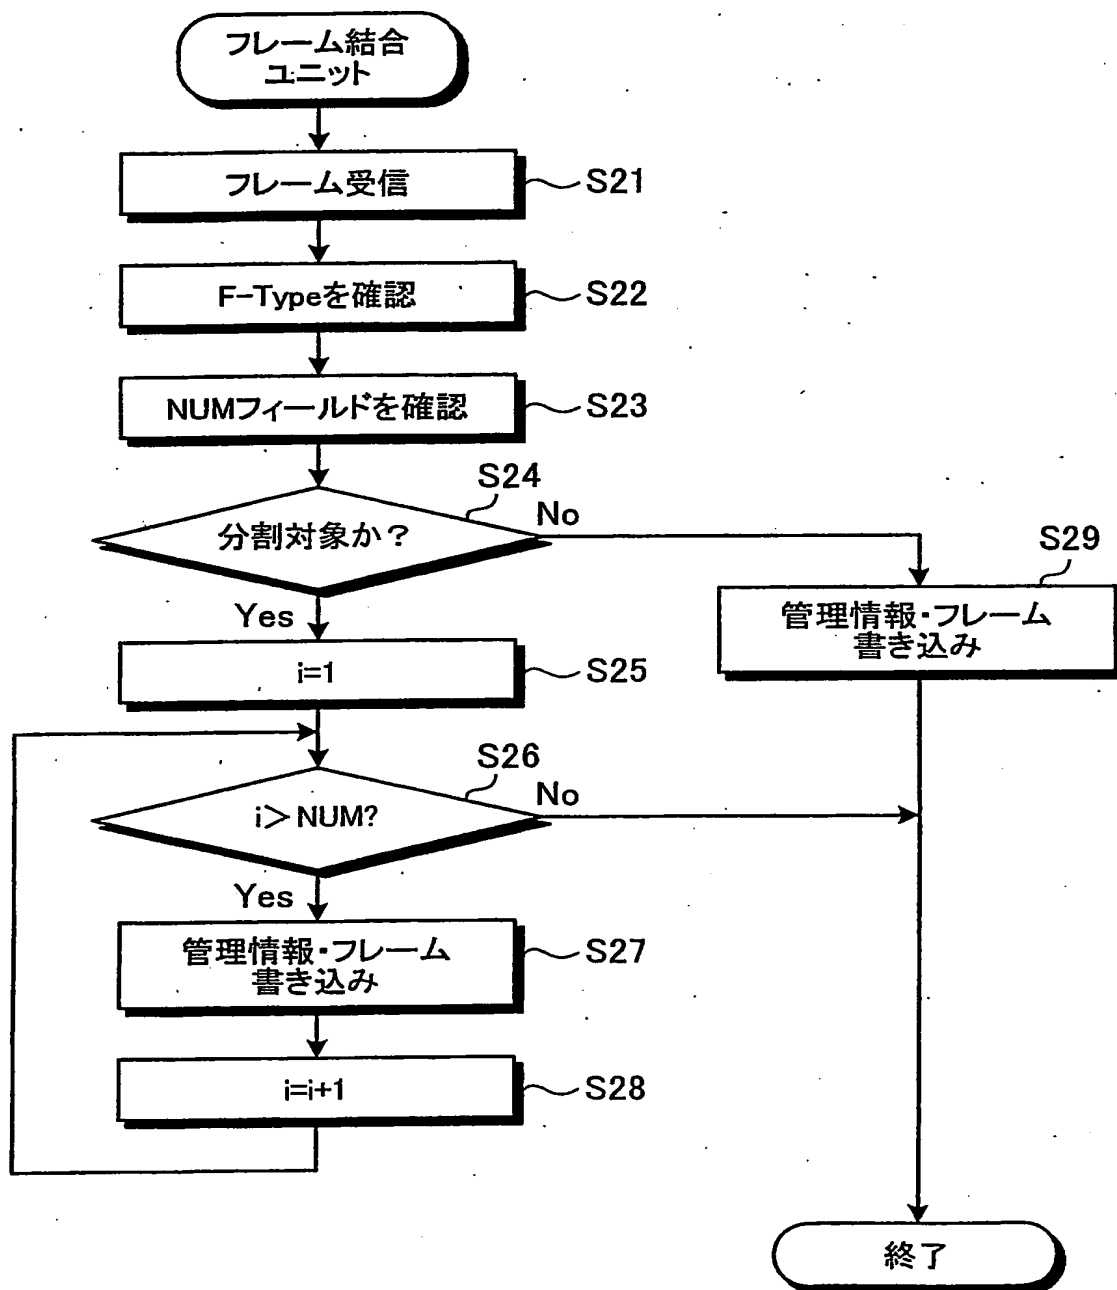 フレーム結合
ユニット
フレーム受信
S21
F-Typeを確認
S22
NUMフィールドを確認
S23
S24
分割対象か？
No
Yes
S29
管理情報・フレーム
書き込み
i=1
S25
S26
i＞NUM?
No
Yes
管理情報・フレーム
書き込み
S27
i=i+1
S28
終了